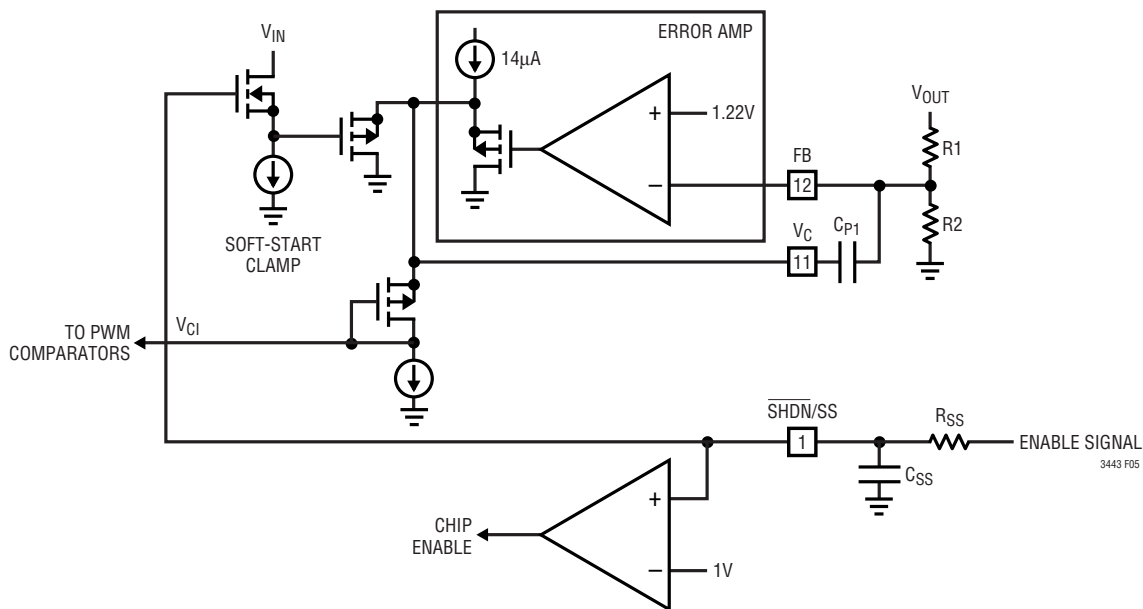 V_IN
14μA
ERROR AMP
+
1.22V
−
V_OUT
R1
FB
12
R2
V_C
11
C_P1
SOFT-START
CLAMP
TO PWM
COMPARATORS
V_CI
S̅H̅D̅N̅/SS
1
R_SS
ENABLE SIGNAL
3443 F05
C_SS
+
CHIP
ENABLE
−
1V